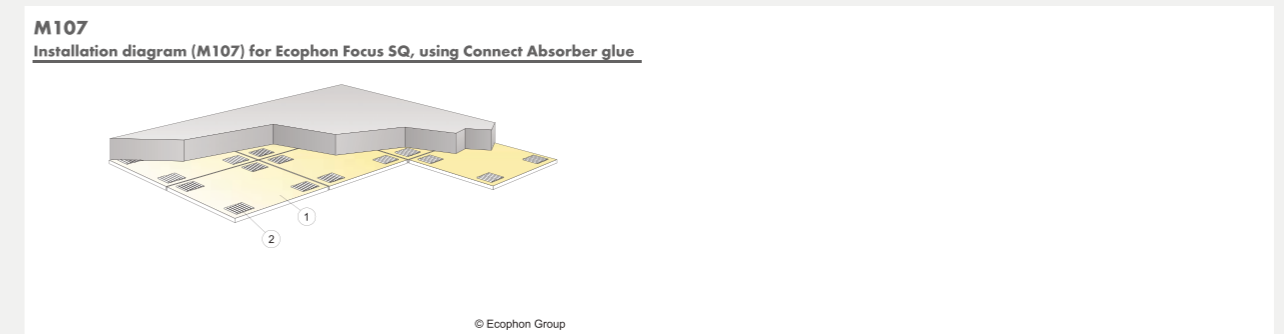 M107
Installation diagram (M107) for Ecophon Focus SQ, using Connect Absorber glue
1
2
© Ecophon Group